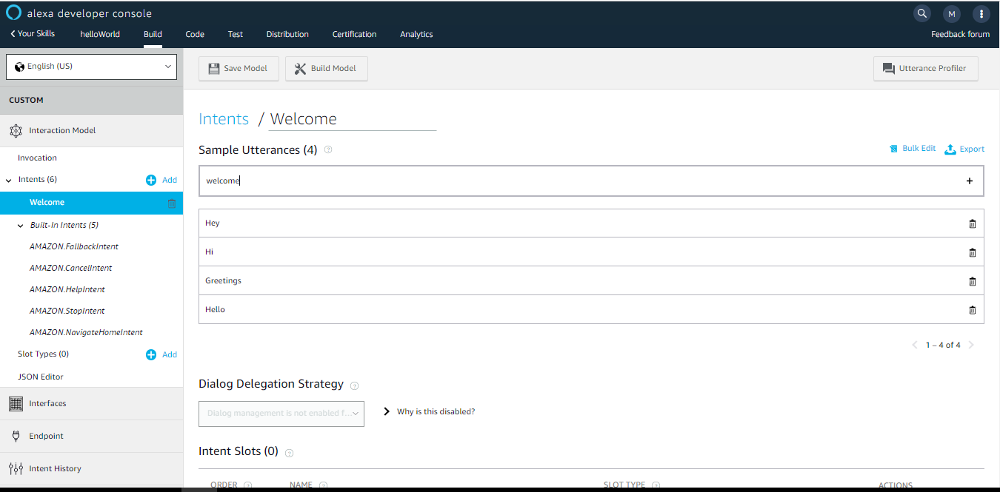 alexa developer console
M
Your Skills
helloWorld
Build
Code
Test
Distribution
Certification
Analytics
Feedback forum
English (US)
Save Model
Build Model
Utterance Profiler
CUSTOM
Interaction Model
Invocation
Intents (6)
Add
Welcome
Built-In Intents (5)
AMAZON.FallbackIntent
AMAZON.CancelIntent
AMAZON.HelpIntent
AMAZON.StopIntent
AMAZON.NavigateHomeIntent
Slot Types (0)
Add
JSON Editor
Interfaces
Endpoint
Intent History
Intents / Welcome
Sample Utterances (4) ?
Bulk Edit
Export
welcome
+
Hey
Hi
Greetings
Hello
1 – 4 of 4
Dialog Delegation Strategy ?
Dialog management is not enabled f...
Why is this disabled?
Intent Slots (0) ?
ORDER ?
NAME ?
SLOT TYPE ?
ACTIONS